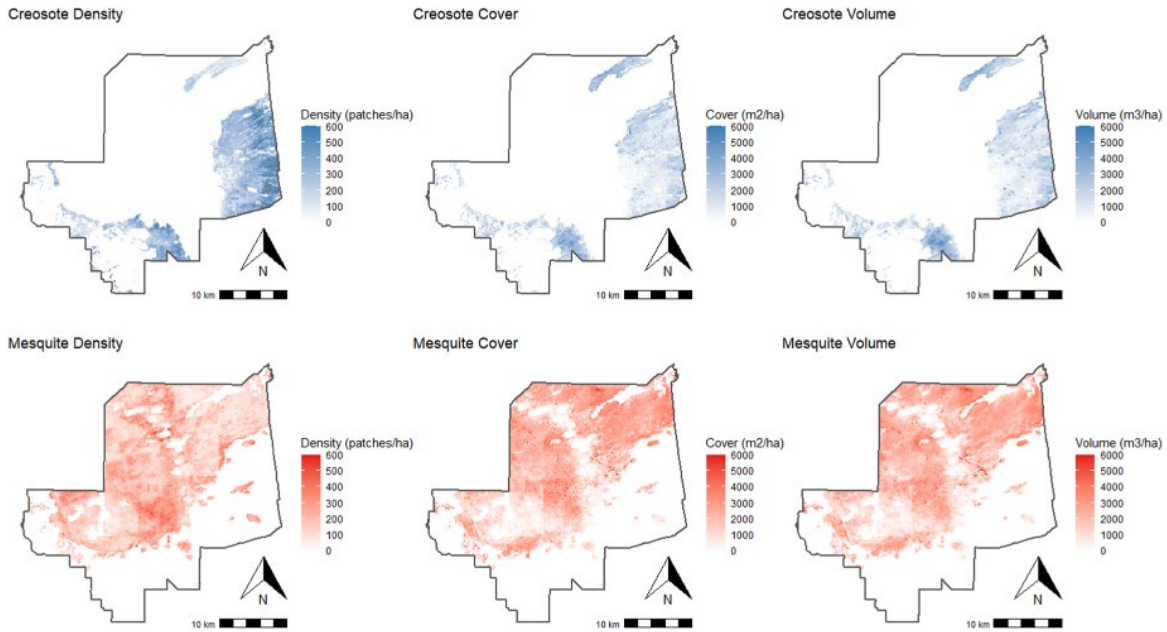 Creosote Density
Creosote Cover
Creosote Volume
Density (patches/ha)
600
500
400
300
200
100
0
Cover (m2/ha)
6000
5000
4000
3000
2000
1000
0
Volume (m3/ha)
6000
5000
4000
3000
2000
1000
0
N
N
N
10 km
10 km
10 km
Mesquite Density
Mesquite Cover
Mesquite Volume
Density (patches/ha)
600
500
400
300
200
100
0
Cover (m2/ha)
6000
5000
4000
3000
2000
1000
0
Volume (m3/ha)
6000
5000
4000
3000
2000
1000
0
N
N
N
10 km
10 km
10 km